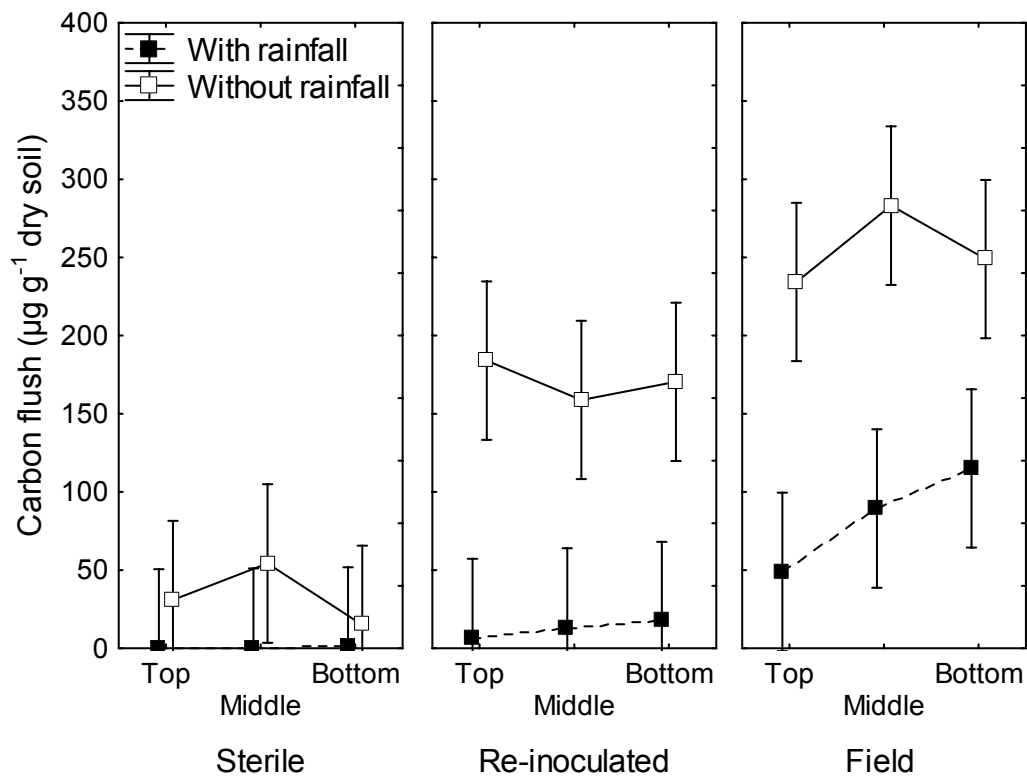 Carbon flush (µg g⁻¹ dry soil)
400
350
300
250
200
150
100
50
0
With rainfall
Without rainfall
Top
Middle
Bottom
Top
Middle
Bottom
Top
Middle
Bottom
Sterile
Re-inoculated
Field